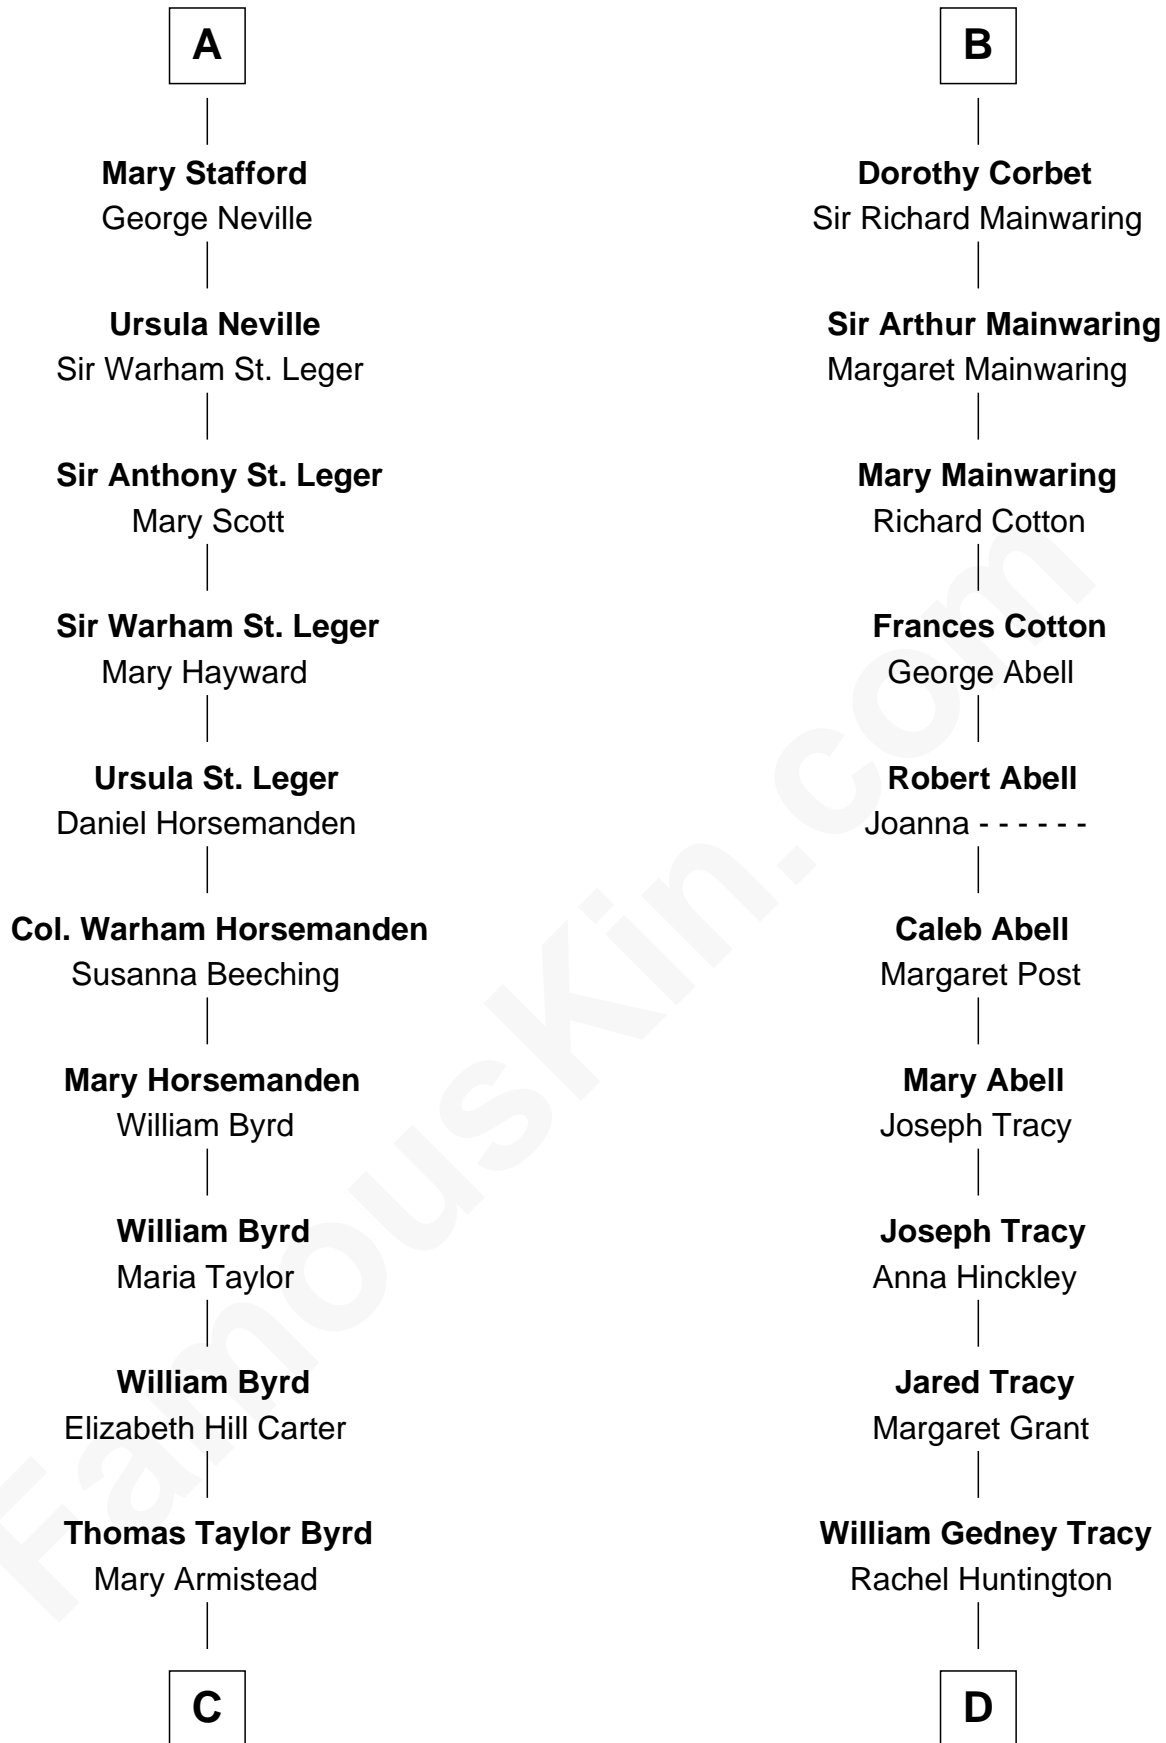 A
Mary Stafford
George Neville
Ursula Neville
Sir Warham St. Leger
Sir Anthony St. Leger
Mary Scott
Sir Warham St. Leger
Mary Hayward
Ursula St. Leger
Daniel Horsemanden
Col. Warham Horsemanden
Susanna Beeching
Mary Horsemanden
William Byrd
William Byrd
Maria Taylor
William Byrd
Elizabeth Hill Carter
Thomas Taylor Byrd
Mary Armistead
C
B
Dorothy Corbet
Sir Richard Mainwaring
Sir Arthur Mainwaring
Margaret Mainwaring
Mary Mainwaring
Richard Cotton
Frances Cotton
George Abell
Robert Abell
Joanna - - - - - -
Caleb Abell
Margaret Post
Mary Abell
Joseph Tracy
Joseph Tracy
Anna Hinckley
Jared Tracy
Margaret Grant
William Gedney Tracy
Rachel Huntington
D
FamousKin.com